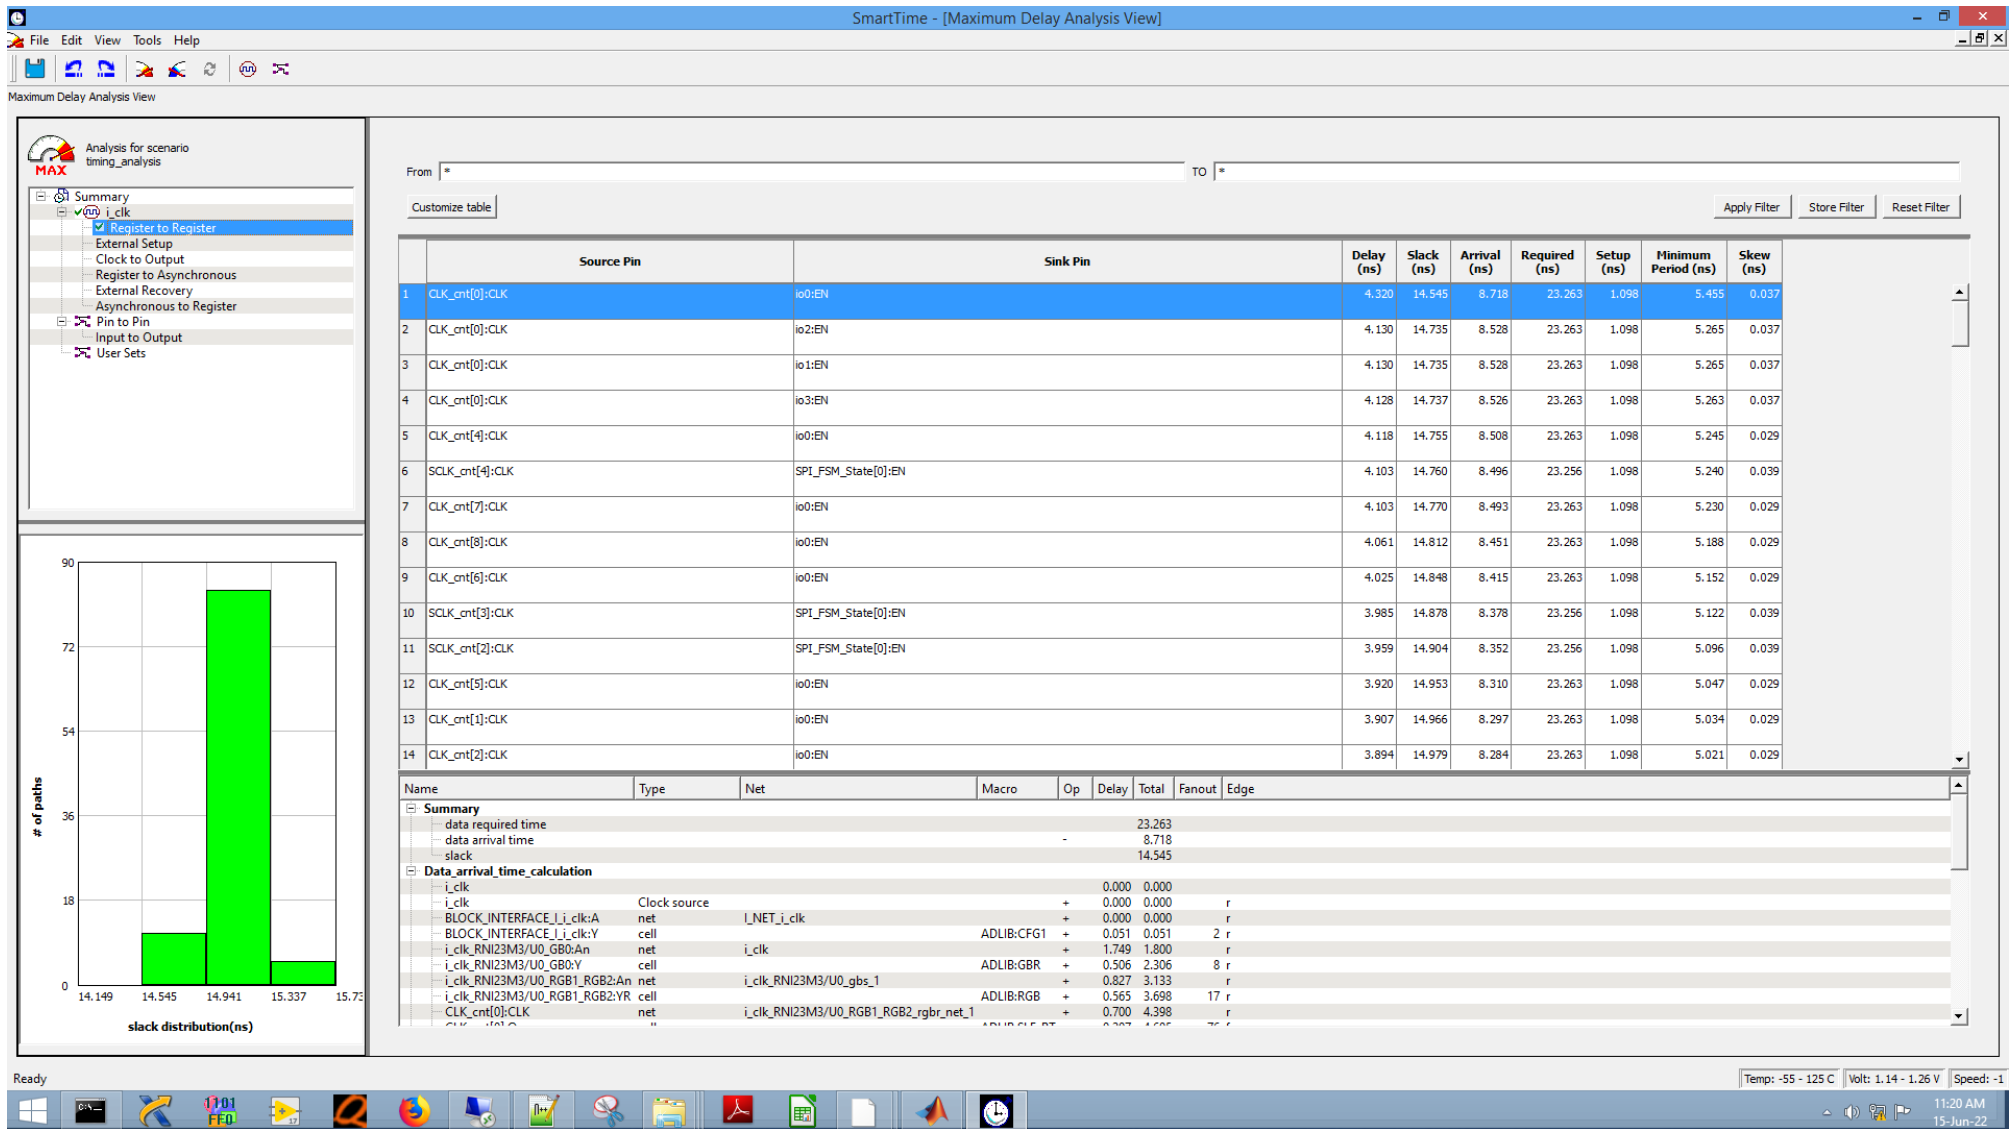 SmartTime - [Maximum Delay Analysis View]
File Edit View Tools Help
Maximum Delay Analysis View
MAX
Analysis for scenario
timing_analysis
Summary
i_clk
Register to Register
External Setup
Clock to Output
Register to Asynchronous
External Recovery
Asynchronous to Register
Pin to Pin
Input to Output
User Sets
From * TO *
Customize table Apply Filter Store Filter Reset Filter
Source Pin Sink Pin Delay (ns) Slack (ns) Arrival (ns) Required (ns) Setup (ns) Minimum Period (ns) Skew (ns)
1 CLK_cnt[0]:CLK io0:EN 4.320 14.545 8.718 23.263 1.098 5.455 0.037
2 CLK_cnt[0]:CLK io2:EN 4.130 14.735 8.528 23.263 1.098 5.265 0.037
3 CLK_cnt[0]:CLK io1:EN 4.130 14.735 8.528 23.263 1.098 5.265 0.037
4 CLK_cnt[0]:CLK io3:EN 4.128 14.737 8.526 23.263 1.098 5.263 0.037
5 CLK_cnt[4]:CLK io0:EN 4.118 14.755 8.508 23.263 1.098 5.245 0.029
6 SCLK_cnt[4]:CLK SPI_FSM_State[0]:EN 4.103 14.760 8.496 23.256 1.098 5.240 0.039
7 CLK_cnt[7]:CLK io0:EN 4.103 14.770 8.493 23.263 1.098 5.230 0.029
8 CLK_cnt[8]:CLK io0:EN 4.061 14.812 8.451 23.263 1.098 5.188 0.029
9 CLK_cnt[6]:CLK io0:EN 4.025 14.848 8.415 23.263 1.098 5.152 0.029
10 SCLK_cnt[3]:CLK SPI_FSM_State[0]:EN 3.985 14.878 8.378 23.256 1.098 5.122 0.039
11 SCLK_cnt[2]:CLK SPI_FSM_State[0]:EN 3.959 14.904 8.352 23.256 1.098 5.096 0.039
12 CLK_cnt[5]:CLK io0:EN 3.920 14.953 8.310 23.263 1.098 5.047 0.029
13 CLK_cnt[1]:CLK io0:EN 3.907 14.966 8.297 23.263 1.098 5.034 0.029
14 CLK_cnt[2]:CLK io0:EN 3.894 14.979 8.284 23.263 1.098 5.021 0.029
90
72
54
36
18
0
# of paths
14.149 14.545 14.941 15.337 15.73
slack distribution(ns)
Name Type Net Macro Op Delay Total Fanout Edge
Summary
data required time 23.263
data arrival time - 8.718
slack 14.545
Data_arrival_time_calculation
i_clk 0.000 0.000
i_clk Clock source + 0.000 0.000 r
BLOCK_INTERFACE_I_i_clk:A net I_NET_i_clk + 0.000 0.000 r
BLOCK_INTERFACE_I_i_clk:Y cell ADLIB:CFG1 + 0.051 0.051 2 r
i_clk_RNI23M3/U0_GB0:An net i_clk + 1.749 1.800 r
i_clk_RNI23M3/U0_GB0:Y cell ADLIB:GBR + 0.506 2.306 8 r
i_clk_RNI23M3/U0_RGB1_RGB2:An net i_clk_RNI23M3/U0_gbs_1 + 0.827 3.133 r
i_clk_RNI23M3/U0_RGB1_RGB2:YR cell ADLIB:RGB + 0.565 3.698 17 r
CLK_cnt[0]:CLK net i_clk_RNI23M3/U0_RGB1_RGB2_rgbr_net_1 + 0.700 4.398 r
Ready
Temp: -55 - 125 C Volt: 1.14 - 1.26 V Speed: -1
11:20 AM
15-Jun-22